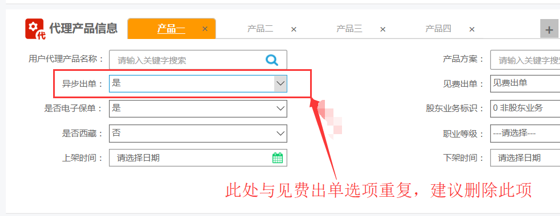 代 代理产品信息 产品一 × 产品二 × 产品三 × 产品四 × +
用户代理产品名称： 请输入关键字搜索 产品方案： 请输入关键字搜
异步出单： 是 见费出单： 见费出单
是否电子保单： 是 股东业务标识： 0 非股东业务
是否西藏： 否 职业等级： ---请选择---
上架时间： 请选择日期 下架时间： 请选择日期
此处与见费出单选项重复，建议删除此项